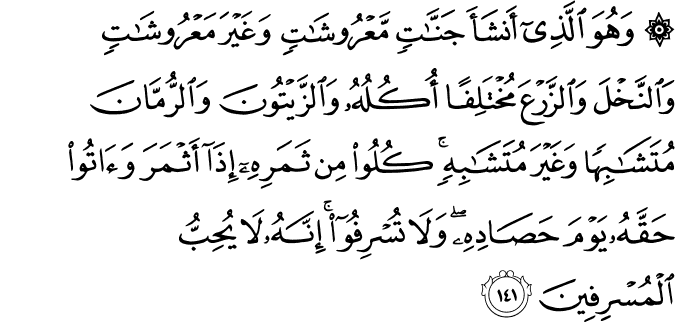 ۞ وَهُوَ ٱلَّذِىٓ أَنشَأَ جَنَّـٰتٍ مَّعْرُوشَـٰتٍ وَغَيْرَ مَعْرُوشَـٰتٍ
وَٱلنَّخْلَ وَٱلزَّرْعَ مُخْتَلِفًا أُكُلُهُۥ وَٱلزَّيْتُونَ وَٱلرُّمَّانَ
مُتَشَـٰبِهًا وَغَيْرَ مُتَشَـٰبِهٍ ۚ كُلُوا۟ مِن ثَمَرِهِۦٓ إِذَآ أَثْمَرَ وَءَاتُوا۟
حَقَّهُۥ يَوْمَ حَصَادِهِۦ ۖ وَلَا تُسْرِفُوٓا۟ ۚ إِنَّهُۥ لَا يُحِبُّ
ٱلْمُسْرِفِينَ ١٤١